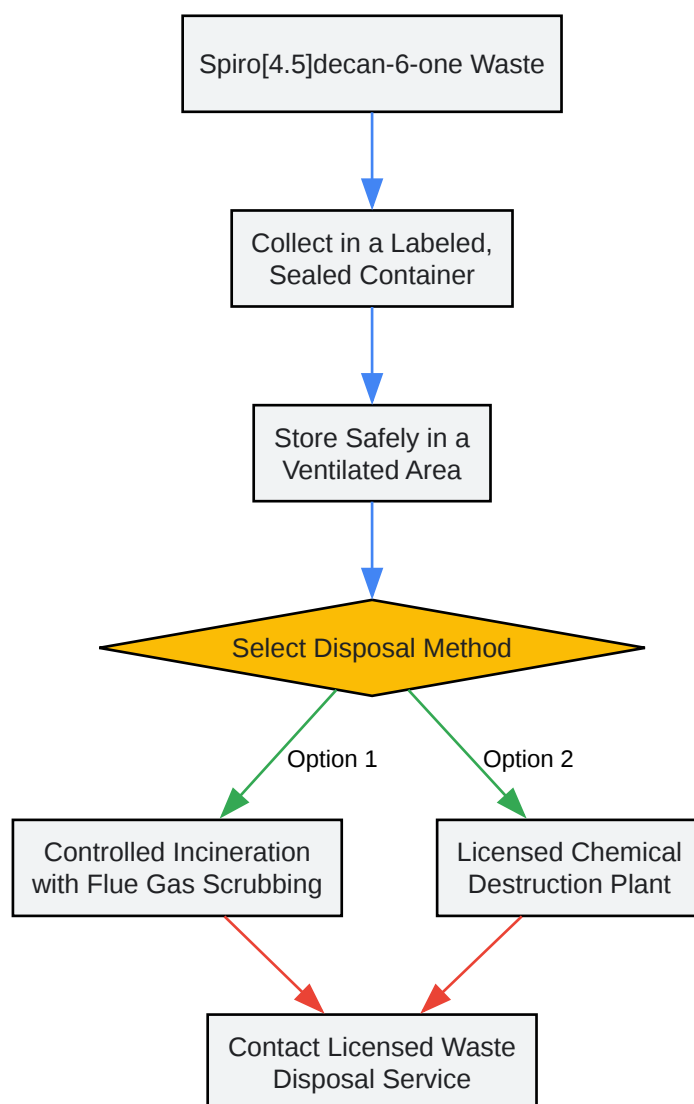 Spiro[4.5]decan-6-one Waste
Collect in a Labeled,
Sealed Container
Store Safely in a
Ventilated Area
Select Disposal Method
Option 1
Option 2
Controlled Incineration
with Flue Gas Scrubbing
Licensed Chemical
Destruction Plant
Contact Licensed Waste
Disposal Service